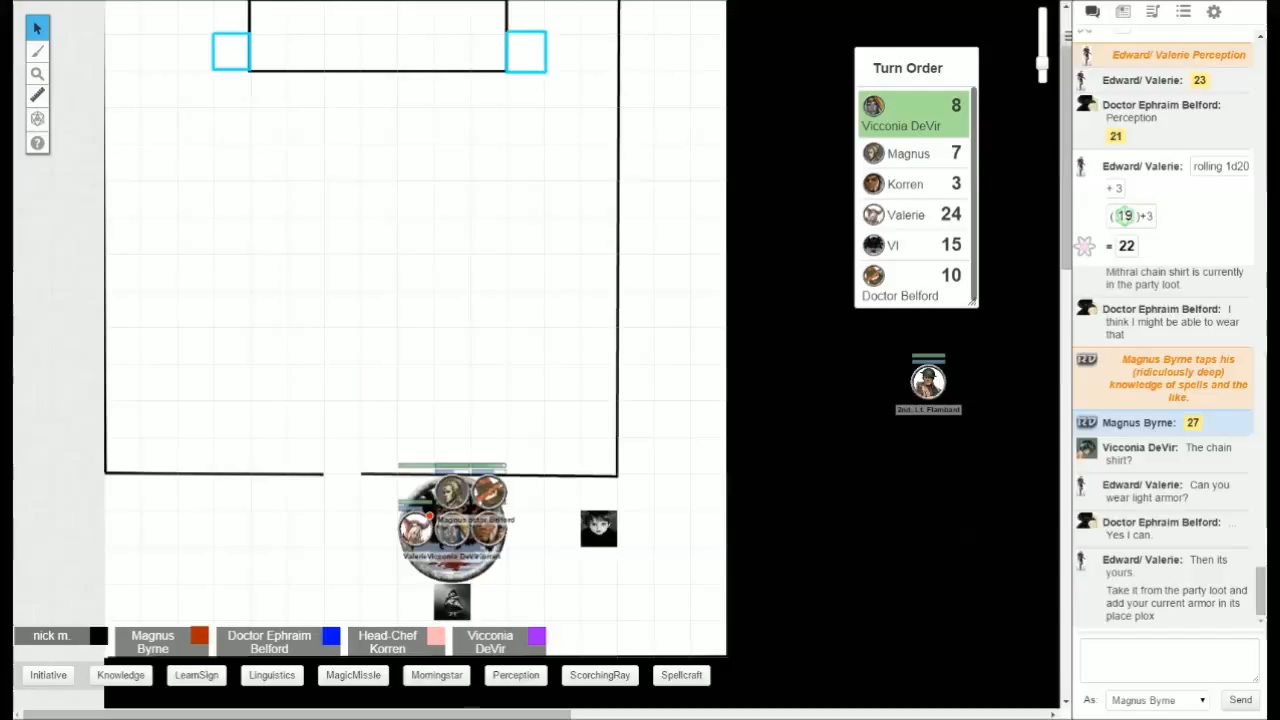 Turn Order
8
Vicconia DeVir
Magnus 7
Korren 3
Valerie 24
VI 15
10
Doctor Belford
2nd. Lt. Flambard
Magnus
Belford
Valerie
Vicconia DeVir
nick m.
Magnus
Byrne
Doctor Ephraim
Belford
Head-Chef
Korren
Vicconia
DeVir
Initiative
Knowledge
LearnSign
Linguistics
MagicMissle
Morningstar
Perception
ScorchingRay
Spellcraft
Edward/ Valerie Perception
Edward/ Valerie: 23
Doctor Ephraim Belford:
Perception
21
Edward/ Valerie: rolling 1d20
+ 3
(19)+3
= 22
Mithral chain shirt is currently
in the party loot
Doctor Ephraim Belford: I
think I might be able to wear
that
Magnus Byrne taps his
(ridiculously deep)
knowledge of spells and the
like.
Magnus Byrne: 27
Vicconia DeVir: The chain
shirt?
Edward/ Valerie: Can you
wear light armor?
Doctor Ephraim Belford: ...
Yes I can.
Edward/ Valerie: Then its
yours.
Take it from the party loot and
add your current armor in its
place plox
As: Magnus Byrne
Send